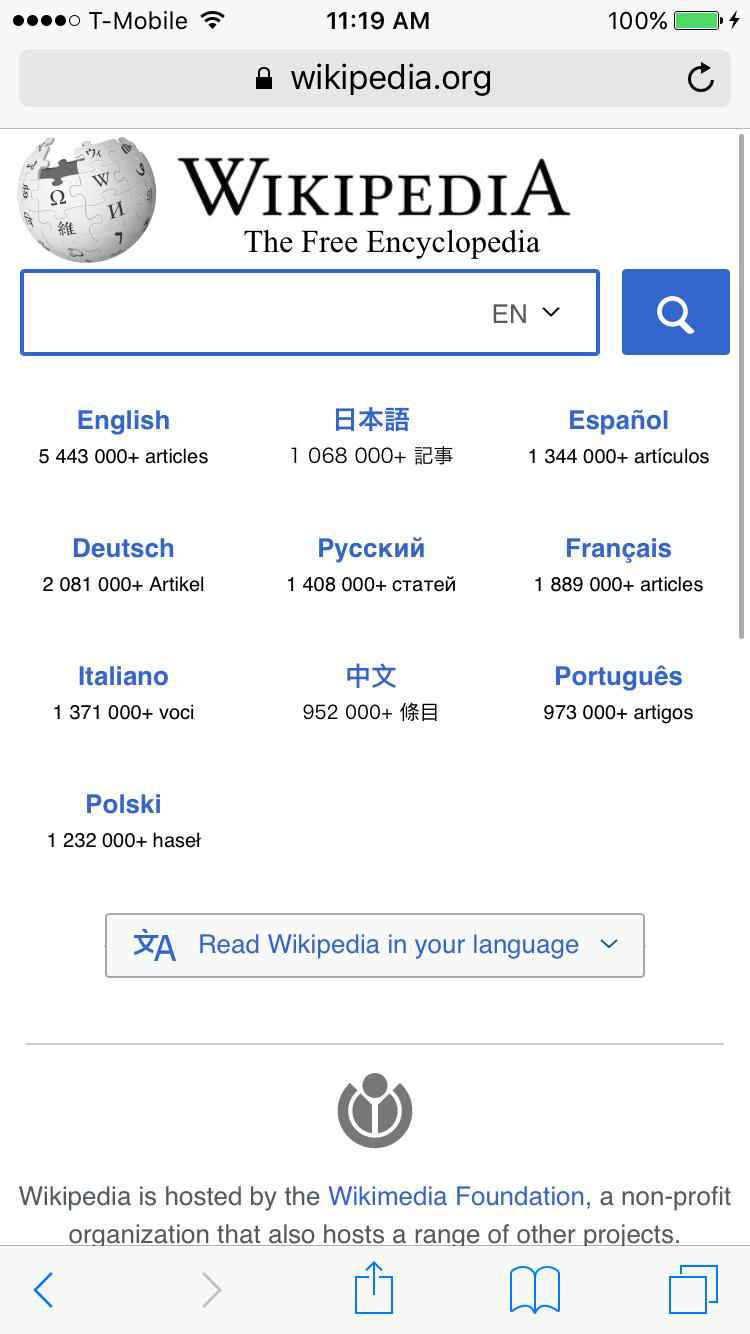 T-Mobile 11:19 AM 100%
wikipedia.org
WIKIPEDIA
The Free Encyclopedia
EN
English 日本語 Español
5 443 000+ articles 1 068 000+ 記事 1 344 000+ artículos
Deutsch Русский Français
2 081 000+ Artikel 1 408 000+ статей 1 889 000+ articles
Italiano 中文 Português
1 371 000+ voci 952 000+ 條目 973 000+ artigos
Polski
1 232 000+ haseł
Read Wikipedia in your language
Wikipedia is hosted by the Wikimedia Foundation, a non-profit
organization that also hosts a range of other projects.